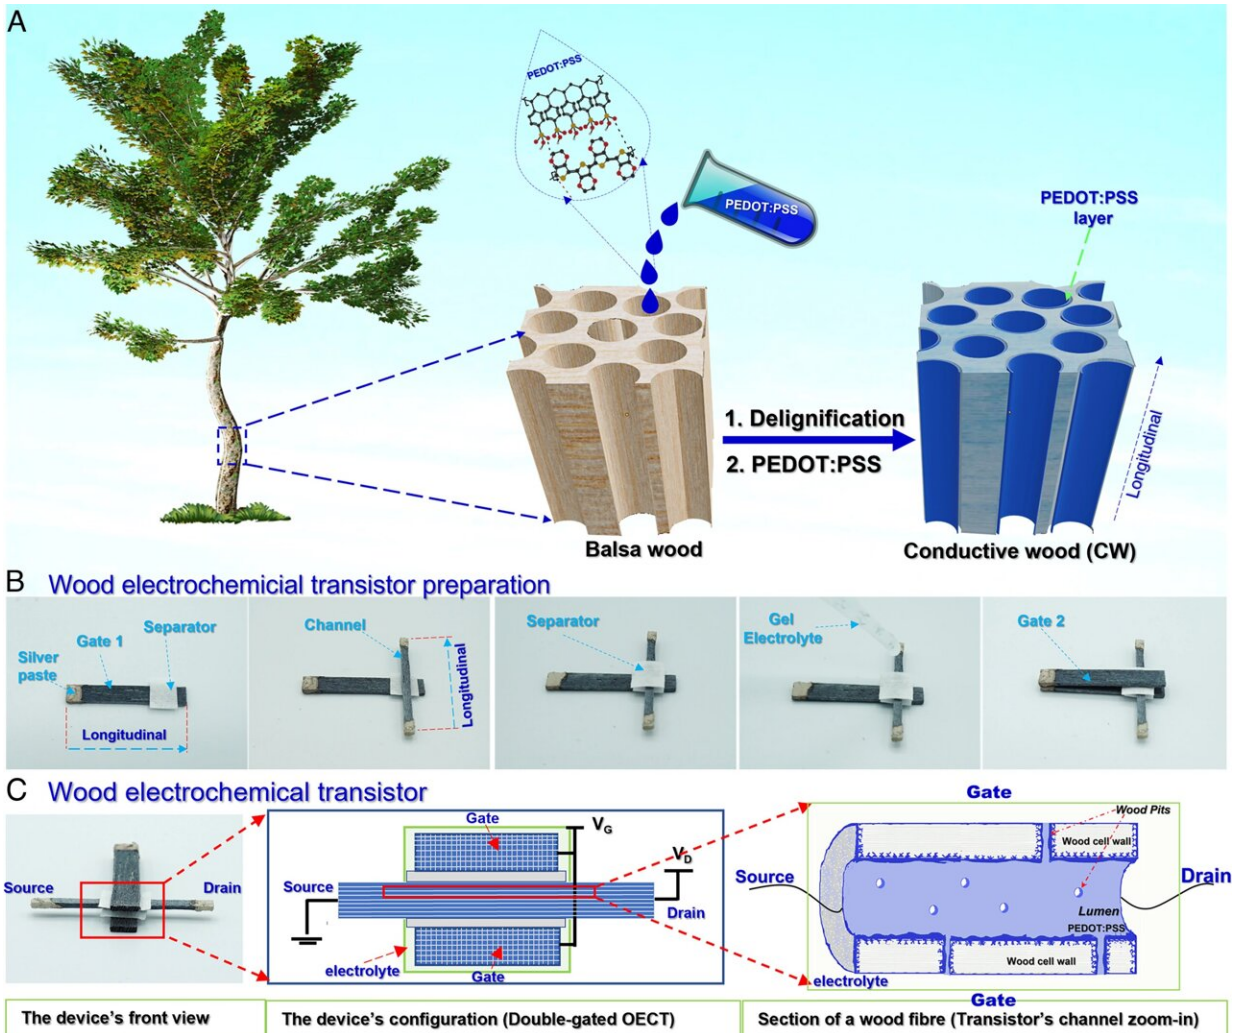 A
PEDOT:PSS
PEDOT:PSS
PEDOT:PSS
layer
1. Delignification
2. PEDOT:PSS
Longitudinal
Balsa wood
Conductive wood (CW)
B
Wood electrochemicial transistor preparation
Silver
paste
Gate 1
Separator
Longitudinal
Channel
Longitudinal
Separator
Gel
Electrolyte
Gate 2
C
Wood electrochemical transistor
Source
Drain
Gate
VG
VD
Source
Drain
electrolyte
Gate
Gate
Wood Pits
Wood cell wall
Source
Drain
Lumen
PEDOT:PSS
Wood cell wall
electrolyte
Gate
The device's front view
The device's configuration (Double-gated OECT)
Section of a wood fibre (Transistor's channel zoom-in)